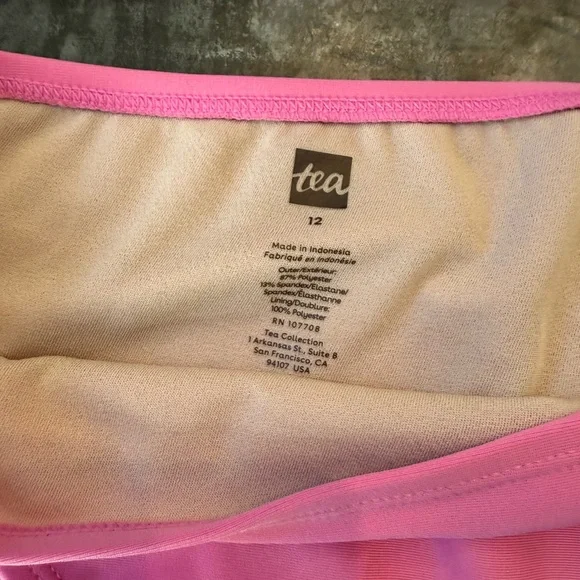 tea
12
Made in Indonesia
Fabriqué en Indonésie
Outer/Extérieur:
87% Polyester
13% Spandex/Elastane/
Spandex/Élasthanne
Lining/Doublure:
100% Polyester
RN 107708
Tea Collection
1 Arkansas St., Suite B
San Francisco, CA
94107 USA